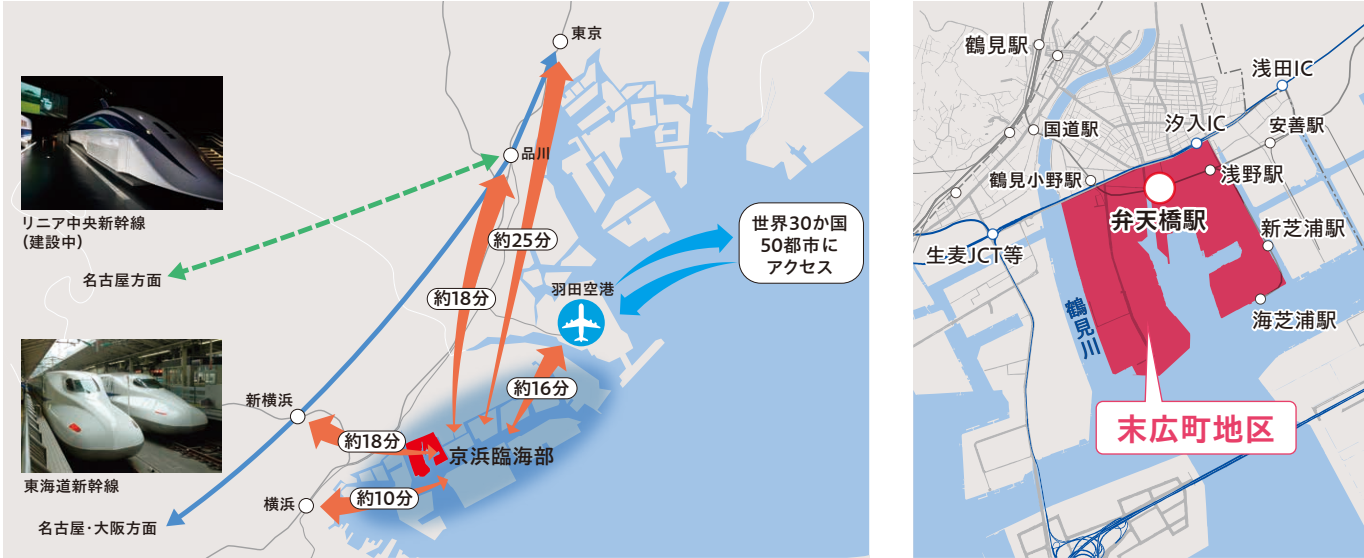 東京
品川
リニア中央新幹線
(建設中)
名古屋方面
約25分
約18分
世界30か国
50都市に
アクセス
羽田空港
約16分
新横浜
約18分
京浜臨海部
東海道新幹線
横浜
約10分
名古屋・大阪方面
鶴見駅
浅田IC
汐入IC
国道駅
安善駅
鶴見小野駅
浅野駅
弁天橋駅
新芝浦駅
生麦JCT等
鶴見川
海芝浦駅
末広町地区